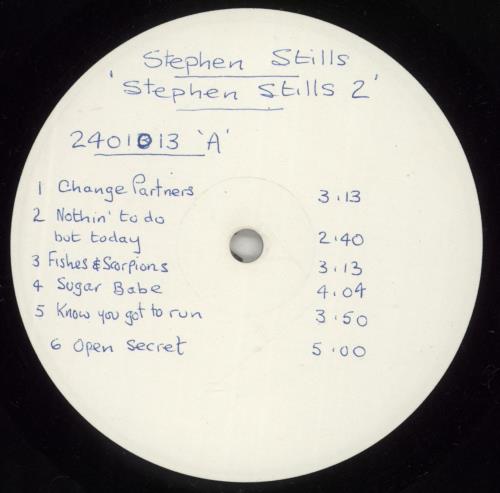 Stephen Stills
'Stephen Stills 2'
2401013 'A'
1 Change Partners 3.13
2 Nothin' to do
but today 2.40
3 Fishes & Scorpions 3.13
4 Sugar Babe 4.04
5 Know you got to run 3.50
6 Open secret 5.00